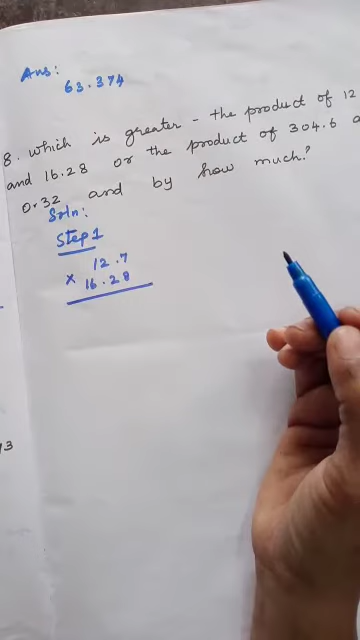 Ans:
63.374
8. Which is greater - the product of 12
and 16.28 or the product of 304.6
0.32 and by how much?
Soln:
Step 1
12.7
× 16.28